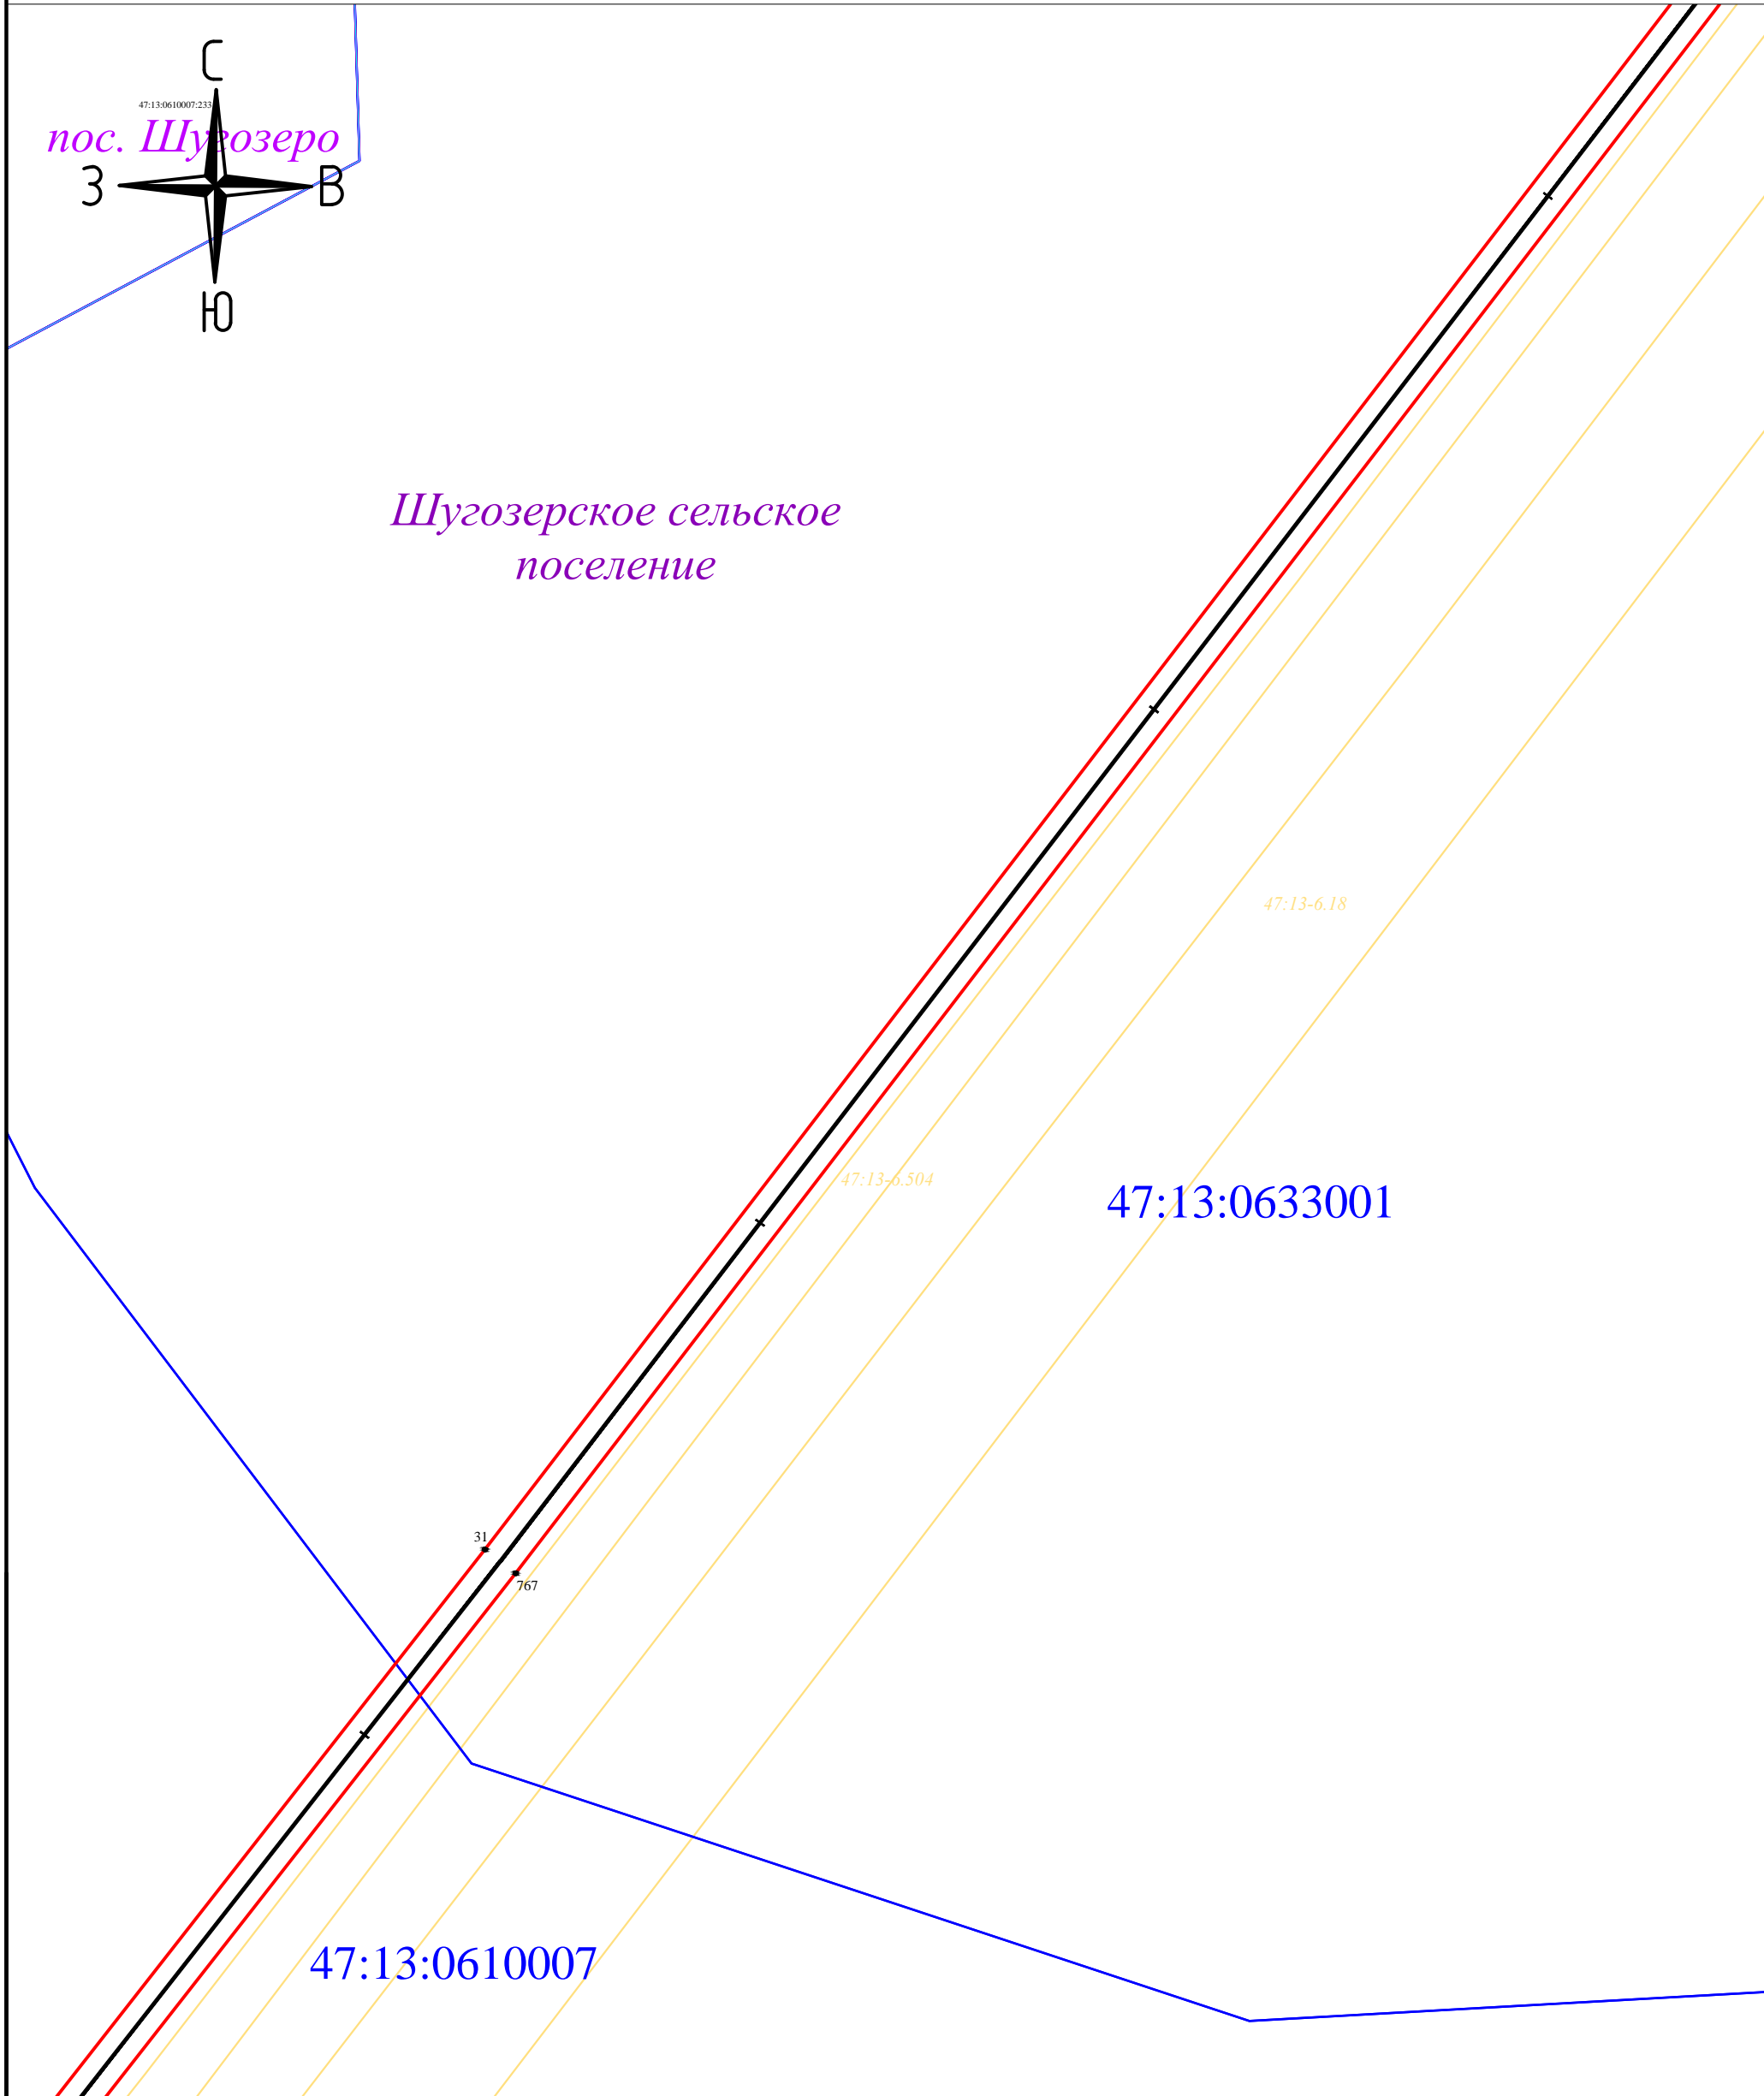 С
47:13:0610007:233
пос. Шугозеро
З
В
Ю
Шугозерское сельское
поселение
47:13-6.18
47:13-6.504
47:13:0633001
31
767
47:13:0610007